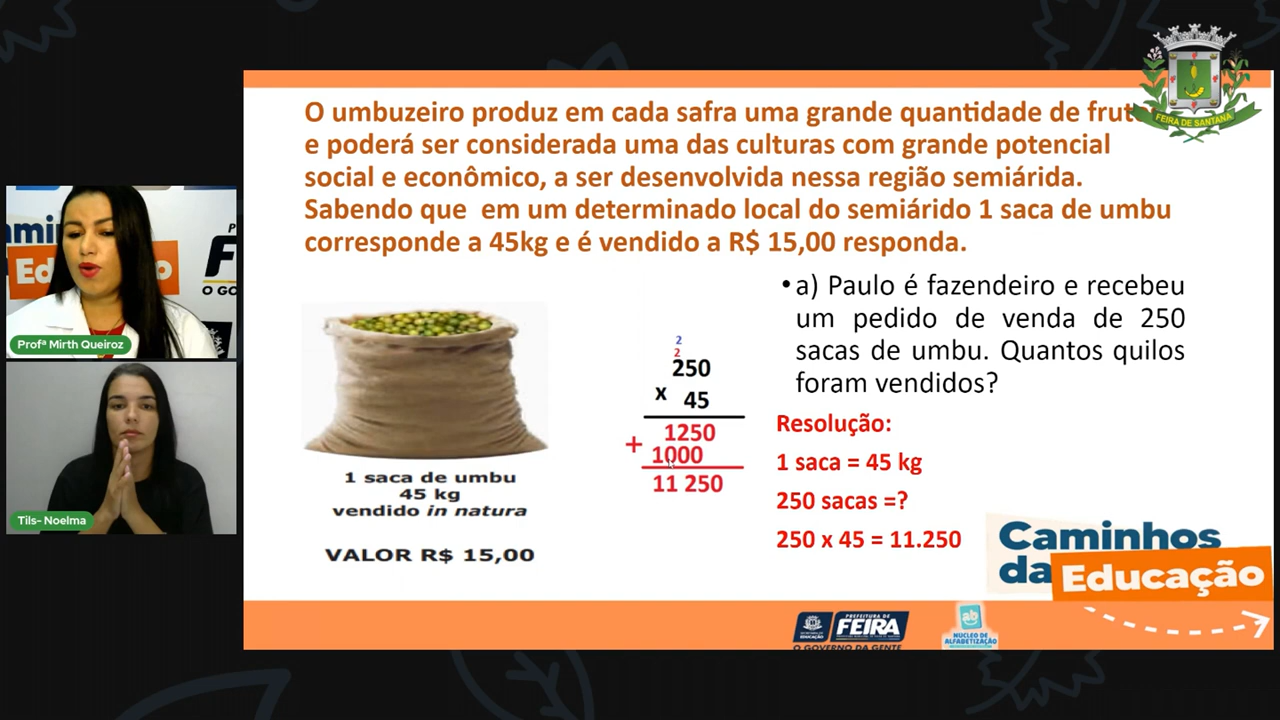 O umbuzeiro produz em cada safra uma grande quantidade de
e poderá ser considerada uma das culturas com grande potencial
social e econômico, a ser desenvolvida nessa região semiárida.
Sabendo que em um determinado local do semiárido 1 saca de umbu
corresponde a 45kg e é vendido a R$ 15,00 responda.
FEIRA DE SANTANA
• a) Paulo é fazendeiro e recebeu
um pedido de venda de 250
sacas de umbu. Quantos quilos
foram vendidos?
Resolução:
1 saca = 45 kg
250 sacas =?
250 x 45 = 11.250
2
2
250
x 45
1250
+ 1000
11 250
1 saca de umbu
45 kg
vendido in natura
VALOR R$ 15,00
Profª Mirth Queiroz
Tils- Noelma
Caminhos
da Educação
PREFEITURA DE
FEIRA
O GOVERNO DA GENTE
ab
NÚCLEO DE
ALFABETIZAÇÃO